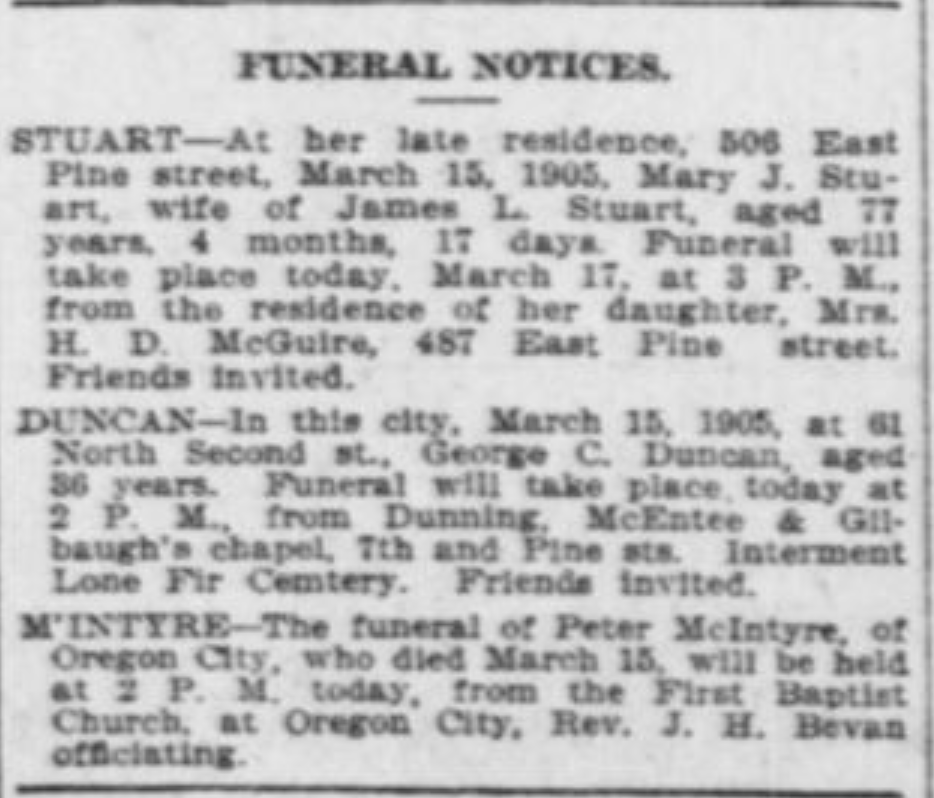 FUNERAL NOTICES.
STUART—At her late residence, 506 East
Pine street, March 15, 1905, Mary J. Stu-
art, wife of James L. Stuart, aged 77
years, 4 months, 17 days. Funeral will
take place today, March 17, at 3 P. M.,
from the residence of her daughter, Mrs.
H. D. McGuire, 487 East Pine street.
Friends invited.
DUNCAN—In this city, March 15, 1905, at 61
North Second st., George C. Duncan, aged
36 years. Funeral will take place today at
2 P. M., from Dunning, McEntee & Gil-
baugh's chapel, 7th and Pine sts. Interment
Lone Fir Cemtery. Friends invited.
M'INTYRE—The funeral of Peter McIntyre, of
Oregon City, who died March 15, will be held
at 2 P. M. today, from the First Baptist
Church, at Oregon City, Rev. J. H. Bevan
officiating.